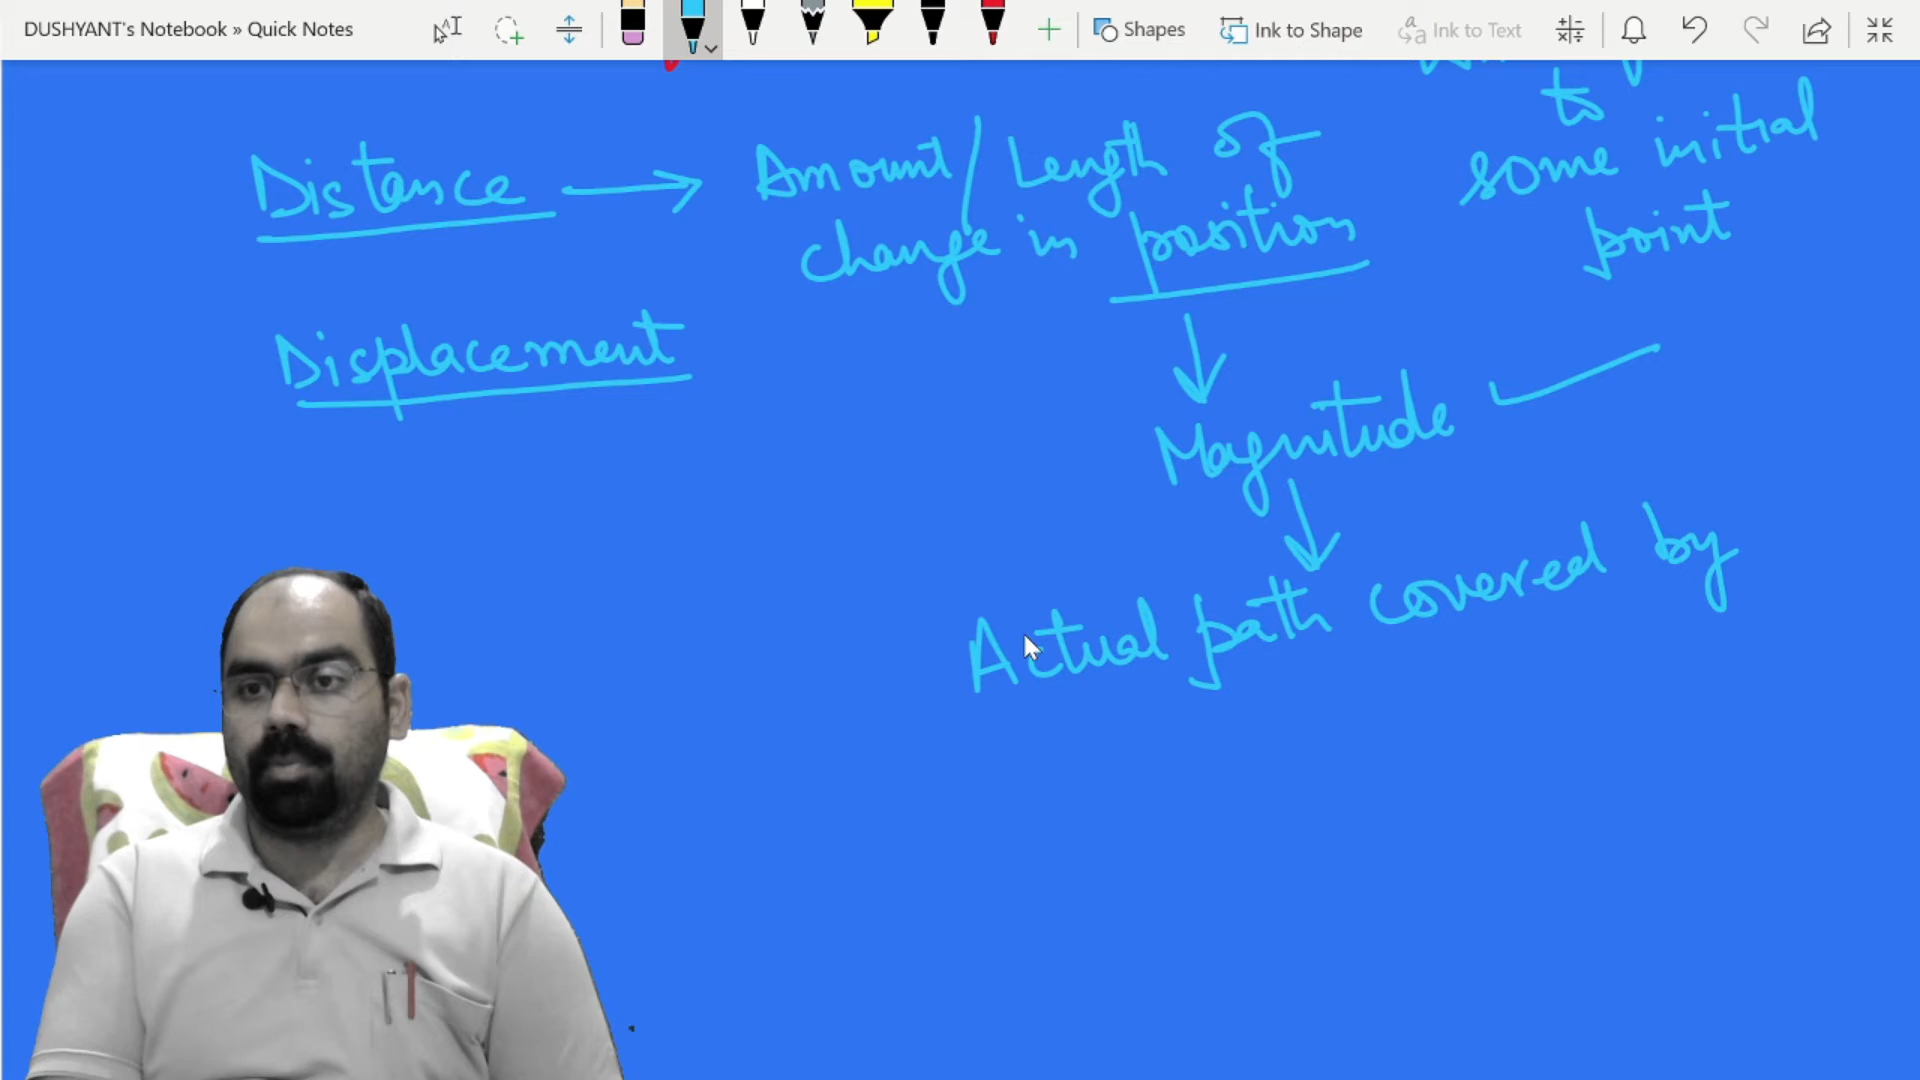 DUSHYANT's Notebook » Quick Notes
Shapes
Ink to Shape
Ink to Text
to
some initial
point
Distance → Amount/Length of
change in position
Displacement
Magnitude
Actual path covered by